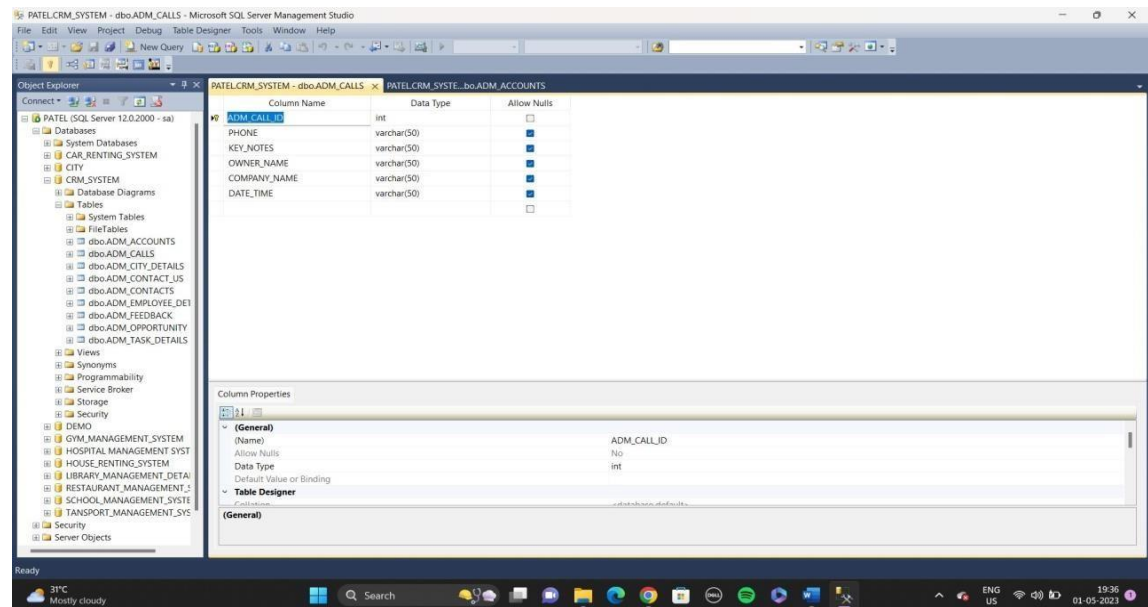 PATEL.CRM_SYSTEM - dbo.ADM_CALLS - Microsoft SQL Server Management Studio
File Edit View Project Debug Table Designer Tools Window Help
New Query
Object Explorer
Connect
PATEL (SQL Server 12.0.2000 - sa)
Databases
System Databases
CAR_RENTING_SYSTEM
CITY
CRM_SYSTEM
Database Diagrams
Tables
System Tables
FileTables
dbo.ADM_ACCOUNTS
dbo.ADM_CALLS
dbo.ADM_CITY_DETAILS
dbo.ADM_CONTACT_US
dbo.ADM_CONTACTS
dbo.ADM_EMPLOYEE_DET
dbo.ADM_FEEDBACK
dbo.ADM_OPPORTUNITY
dbo.ADM_TASK_DETAILS
Views
Synonyms
Programmability
Service Broker
Storage
Security
DEMO
GYM_MANAGEMENT_SYSTEM
HOSPITAL MANAGEMENT SYST
HOUSE_RENTING_SYSTEM
LIBRARY_MANAGEMENT_DETAI
RESTAURANT_MANAGEMENT_S
SCHOOL_MANAGEMENT_SYSTE
TANSPORT_MANAGEMENT_SYS
Security
Server Objects
PATEL.CRM_SYSTEM - dbo.ADM_CALLS PATEL.CRM_SYSTE...bo.ADM_ACCOUNTS
Column Name Data Type Allow Nulls
ADM_CALL_ID int
PHONE varchar(50)
KEY_NOTES varchar(50)
OWNER_NAME varchar(50)
COMPANY_NAME varchar(50)
DATE_TIME varchar(50)
Column Properties
(General)
(Name) ADM_CALL_ID
Allow Nulls No
Data Type int
Default Value or Binding
Table Designer
Collation <database default>
(General)
Ready
31°C
Mostly cloudy
Search
DELL
ENG
US
19:36
01-05-2023